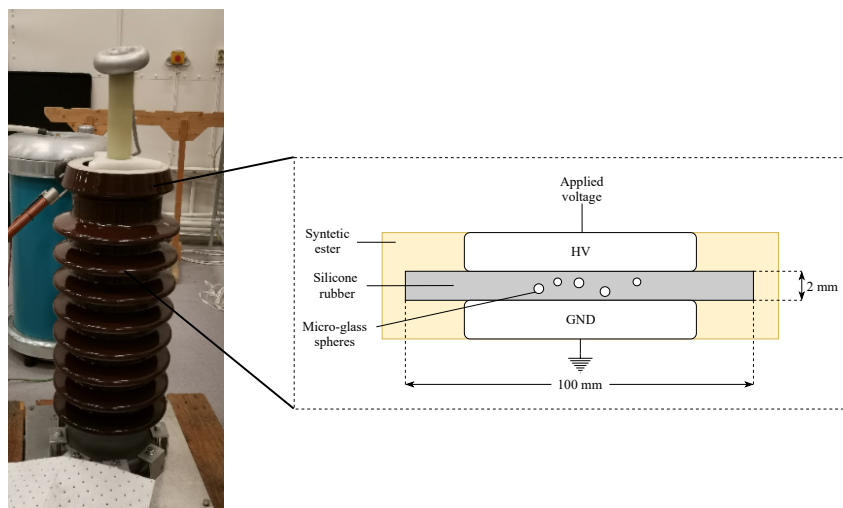 Applied
voltage
Syntetic
ester
HV
Silicone
rubber
2 mm
Micro-glass
spheres
GND
100 mm